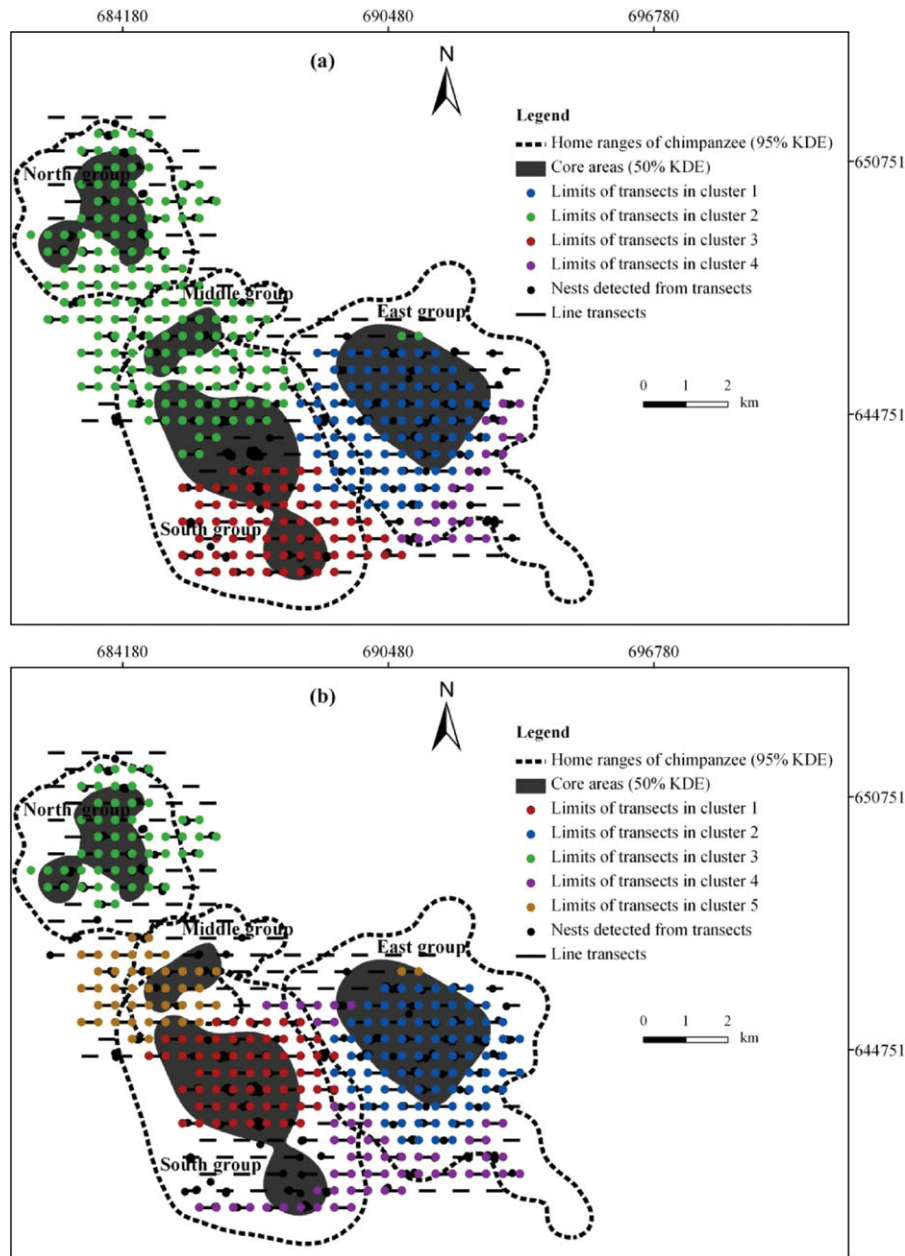 684180 690480 696780
(a)
N
Legend
Home ranges of chimpanzee (95% KDE)
Core areas (50% KDE)
Limits of transects in cluster 1
Limits of transects in cluster 2
Limits of transects in cluster 3
Limits of transects in cluster 4
Nests detected from transects
Line transects
650751
North group
Middle group
East group
0 1 2
km
644751
South group
684180 690480 696780
(b)
N
Legend
Home ranges of chimpanzee (95% KDE)
Core areas (50% KDE)
Limits of transects in cluster 1
Limits of transects in cluster 2
Limits of transects in cluster 3
Limits of transects in cluster 4
Limits of transects in cluster 5
Nests detected from transects
Line transects
650751
North group
Middle group
East group
0 1 2
km
644751
South group